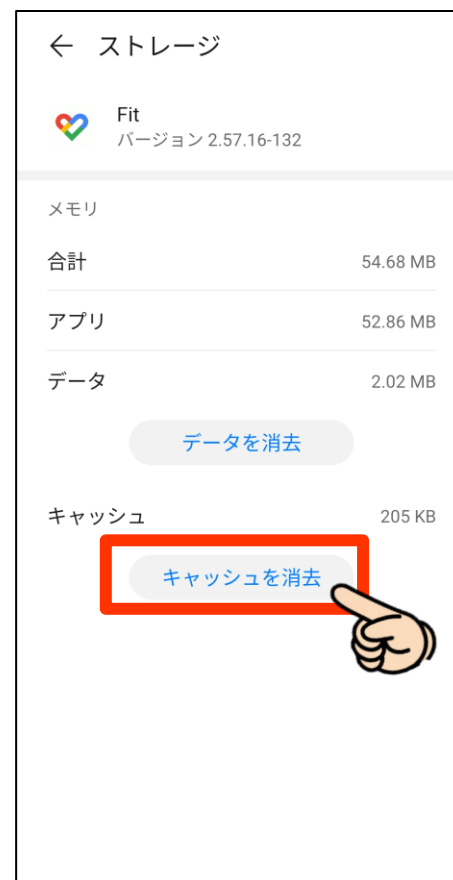 ← ストレージ
Fit
バージョン 2.57.16-132
メモリ
合計 54.68 MB
アプリ 52.86 MB
データ 2.02 MB
データを消去
キャッシュ 205 KB
キャッシュを消去